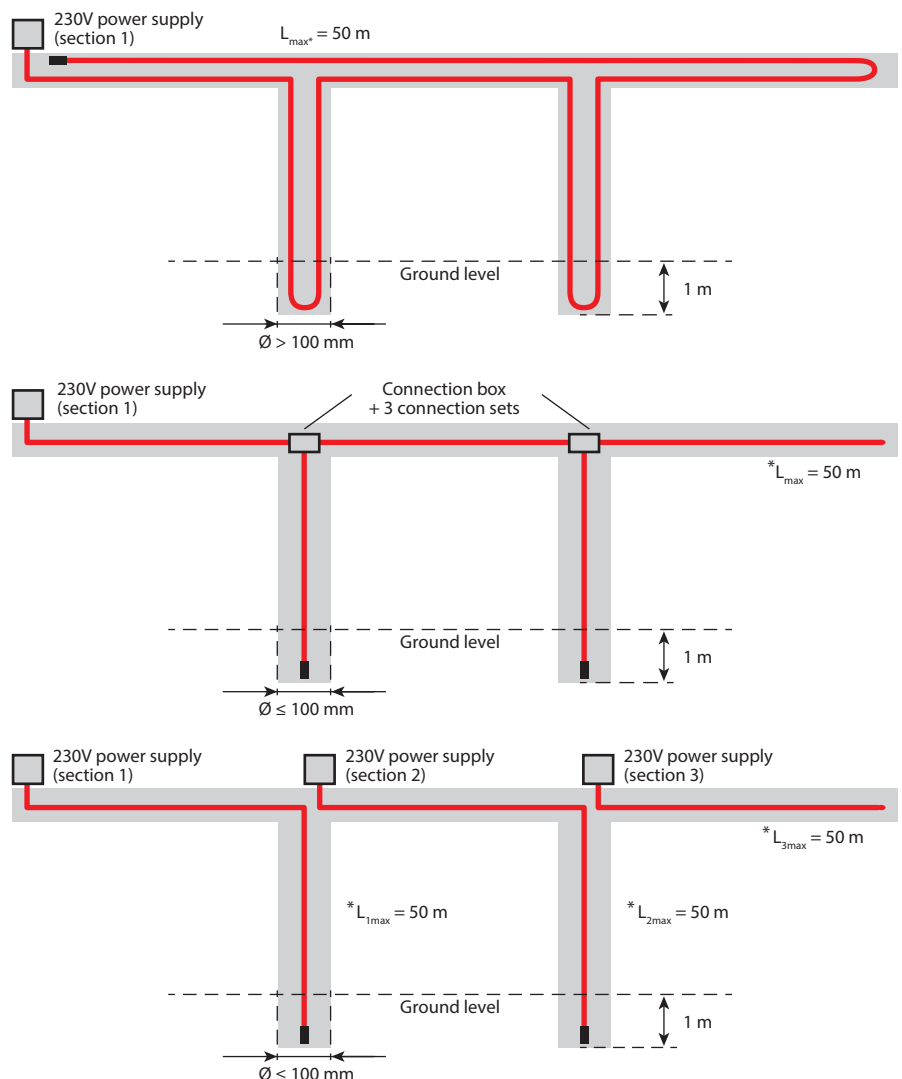 230V power supply
(section 1)
Lmax* = 50 m
Ground level
1 m
Ø > 100 mm
230V power supply
(section 1)
Connection box
+ 3 connection sets
*Lmax = 50 m
Ground level
1 m
Ø ≤ 100 mm
230V power supply
(section 1)
230V power supply
(section 2)
230V power supply
(section 3)
*L3max = 50 m
*L1max = 50 m
*L2max = 50 m
Ground level
1 m
Ø ≤ 100 mm